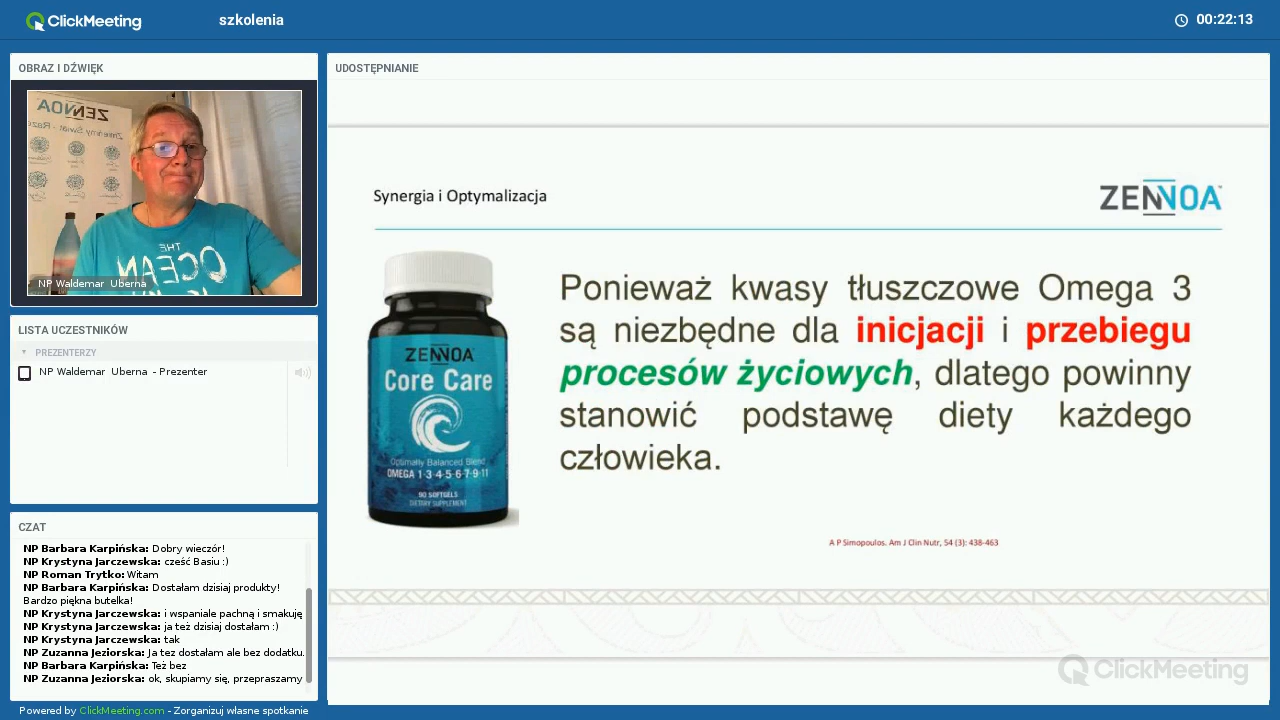 ClickMeeting
szkolenia
00:22:13
OBRAZ I DŹWIĘK
ZENNOA
THE
OCEAN
NP Waldemar Uberna
LISTA UCZESTNIKÓW
PREZENTERZY
NP Waldemar Uberna - Prezenter
CZAT
NP Barbara Karpińska: Dobry wieczór!
NP Krystyna Jarczewska: cześć Basiu :)
NP Roman Trytko: Witam
NP Barbara Karpińska: Dostałam dzisiaj produkty!
Bardzo piękna butelka!
NP Krystyna Jarczewska: i wspaniale pachną i smakuję
NP Krystyna Jarczewska: ja też dzisiaj dostałam :)
NP Krystyna Jarczewska: tak
NP Zuzanna Jeziorska: Ja tez dostałam ale bez dodatku.
NP Barbara Karpińska: Też bez
NP Zuzanna Jeziorska: ok, skupiamy się, przepraszamy
Powered by ClickMeeting.com - Zorganizuj własne spotkanie
UDOSTĘPNIANIE
Synergia i Optymalizacja
ZENNOA
ZENNOA
Core Care
Optimally Balanced Blend
OMEGA 1-3-4-5-6-7-9-11
90 SOFTGELS
DIETARY SUPPLEMENT
Ponieważ kwasy tłuszczowe Omega 3
są niezbędne dla inicjacji i przebiegu
procesów życiowych, dlatego powinny
stanowić podstawę diety każdego
człowieka.
A P Simopoulos. Am J Clin Nutr, 54 (3): 438-463
ClickMeeting